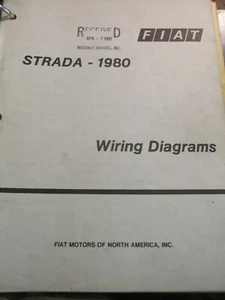 RECEIVED
FIAT
STRADA - 1980
Wiring Diagrams
FIAT MOTORS OF NORTH AMERICA, INC.